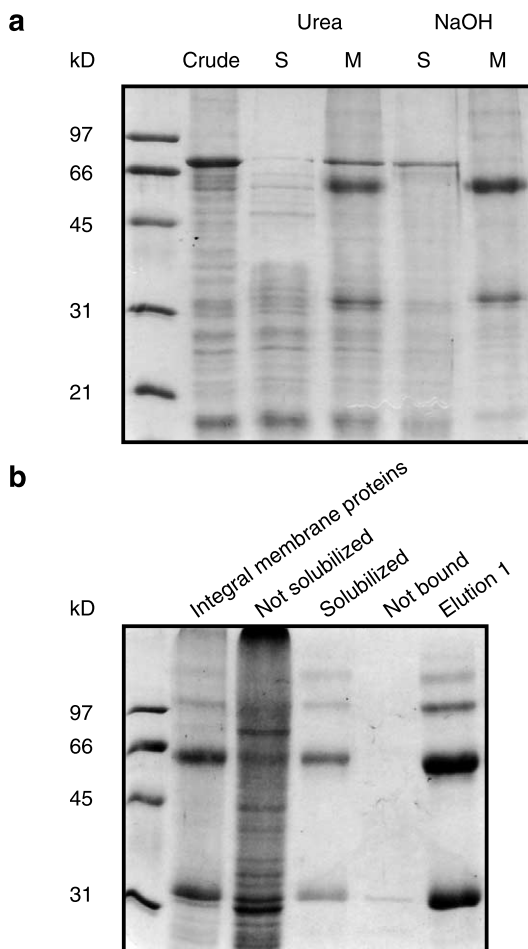 a
Urea NaOH
kD Crude S M S M
97
66
45
31
21
b
kD Integral membrane proteins Not solubilized Solubilized Not bound Elution 1
97
66
45
31